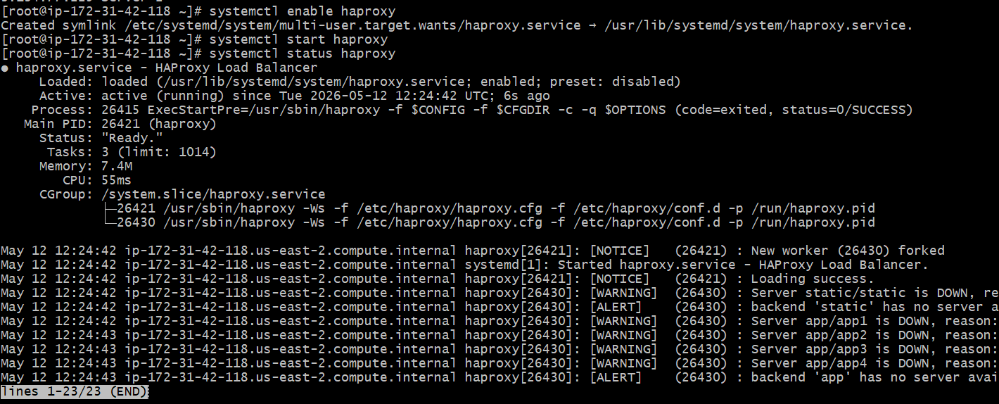 [root@ip-172-31-42-118 ~]# systemctl enable haproxy
Created symlink /etc/systemd/system/multi-user.target.wants/haproxy.service → /usr/lib/systemd/system/haproxy.service.
[root@ip-172-31-42-118 ~]# systemctl start haproxy
[root@ip-172-31-42-118 ~]# systemctl status haproxy
● haproxy.service - HAProxy Load Balancer
     Loaded: loaded (/usr/lib/systemd/system/haproxy.service; enabled; preset: disabled)
     Active: active (running) since Tue 2026-05-12 12:24:42 UTC; 6s ago
    Process: 26415 ExecStartPre=/usr/sbin/haproxy -f $CONFIG -f $CFGDIR -c -q $OPTIONS (code=exited, status=0/SUCCESS)
   Main PID: 26421 (haproxy)
     Status: "Ready."
      Tasks: 3 (limit: 1014)
     Memory: 7.4M
        CPU: 55ms
     CGroup: /system.slice/haproxy.service
             ├─26421 /usr/sbin/haproxy -Ws -f /etc/haproxy/haproxy.cfg -f /etc/haproxy/conf.d -p /run/haproxy.pid
             └─26430 /usr/sbin/haproxy -Ws -f /etc/haproxy/haproxy.cfg -f /etc/haproxy/conf.d -p /run/haproxy.pid
May 12 12:24:42 ip-172-31-42-118.us-east-2.compute.internal haproxy[26421]: [NOTICE]   (26421) : New worker (26430) forked
May 12 12:24:42 ip-172-31-42-118.us-east-2.compute.internal systemd[1]: Started haproxy.service - HAProxy Load Balancer.
May 12 12:24:42 ip-172-31-42-118.us-east-2.compute.internal haproxy[26421]: [NOTICE]   (26421) : Loading success.
May 12 12:24:42 ip-172-31-42-118.us-east-2.compute.internal haproxy[26430]: [WARNING]  (26430) : Server static/static is DOWN, re
May 12 12:24:42 ip-172-31-42-118.us-east-2.compute.internal haproxy[26430]: [ALERT]    (26430) : backend 'static' has no server a
May 12 12:24:42 ip-172-31-42-118.us-east-2.compute.internal haproxy[26430]: [WARNING]  (26430) : Server app/app1 is DOWN, reason:
May 12 12:24:43 ip-172-31-42-118.us-east-2.compute.internal haproxy[26430]: [WARNING]  (26430) : Server app/app2 is DOWN, reason:
May 12 12:24:43 ip-172-31-42-118.us-east-2.compute.internal haproxy[26430]: [WARNING]  (26430) : Server app/app3 is DOWN, reason:
May 12 12:24:43 ip-172-31-42-118.us-east-2.compute.internal haproxy[26430]: [WARNING]  (26430) : Server app/app4 is DOWN, reason:
May 12 12:24:43 ip-172-31-42-118.us-east-2.compute.internal haproxy[26430]: [ALERT]    (26430) : backend 'app' has no server avai
lines 1-23/23 (END)